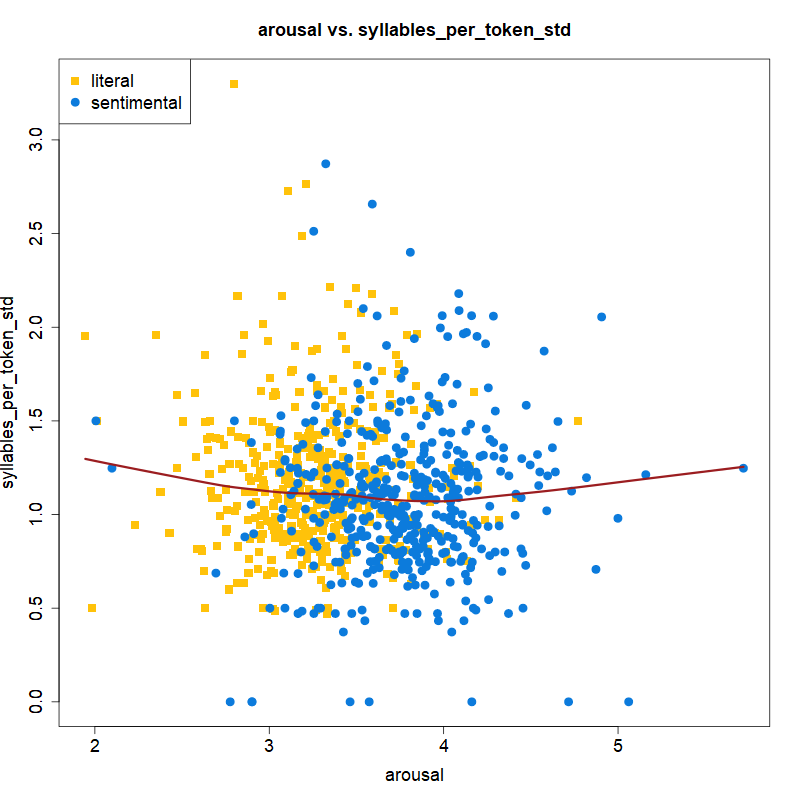 arousal vs. syllables_per_token_std
literal
sentimental
syllables_per_token_std
3.0
2.5
2.0
1.5
1.0
0.5
0.0
2 3 4 5
arousal